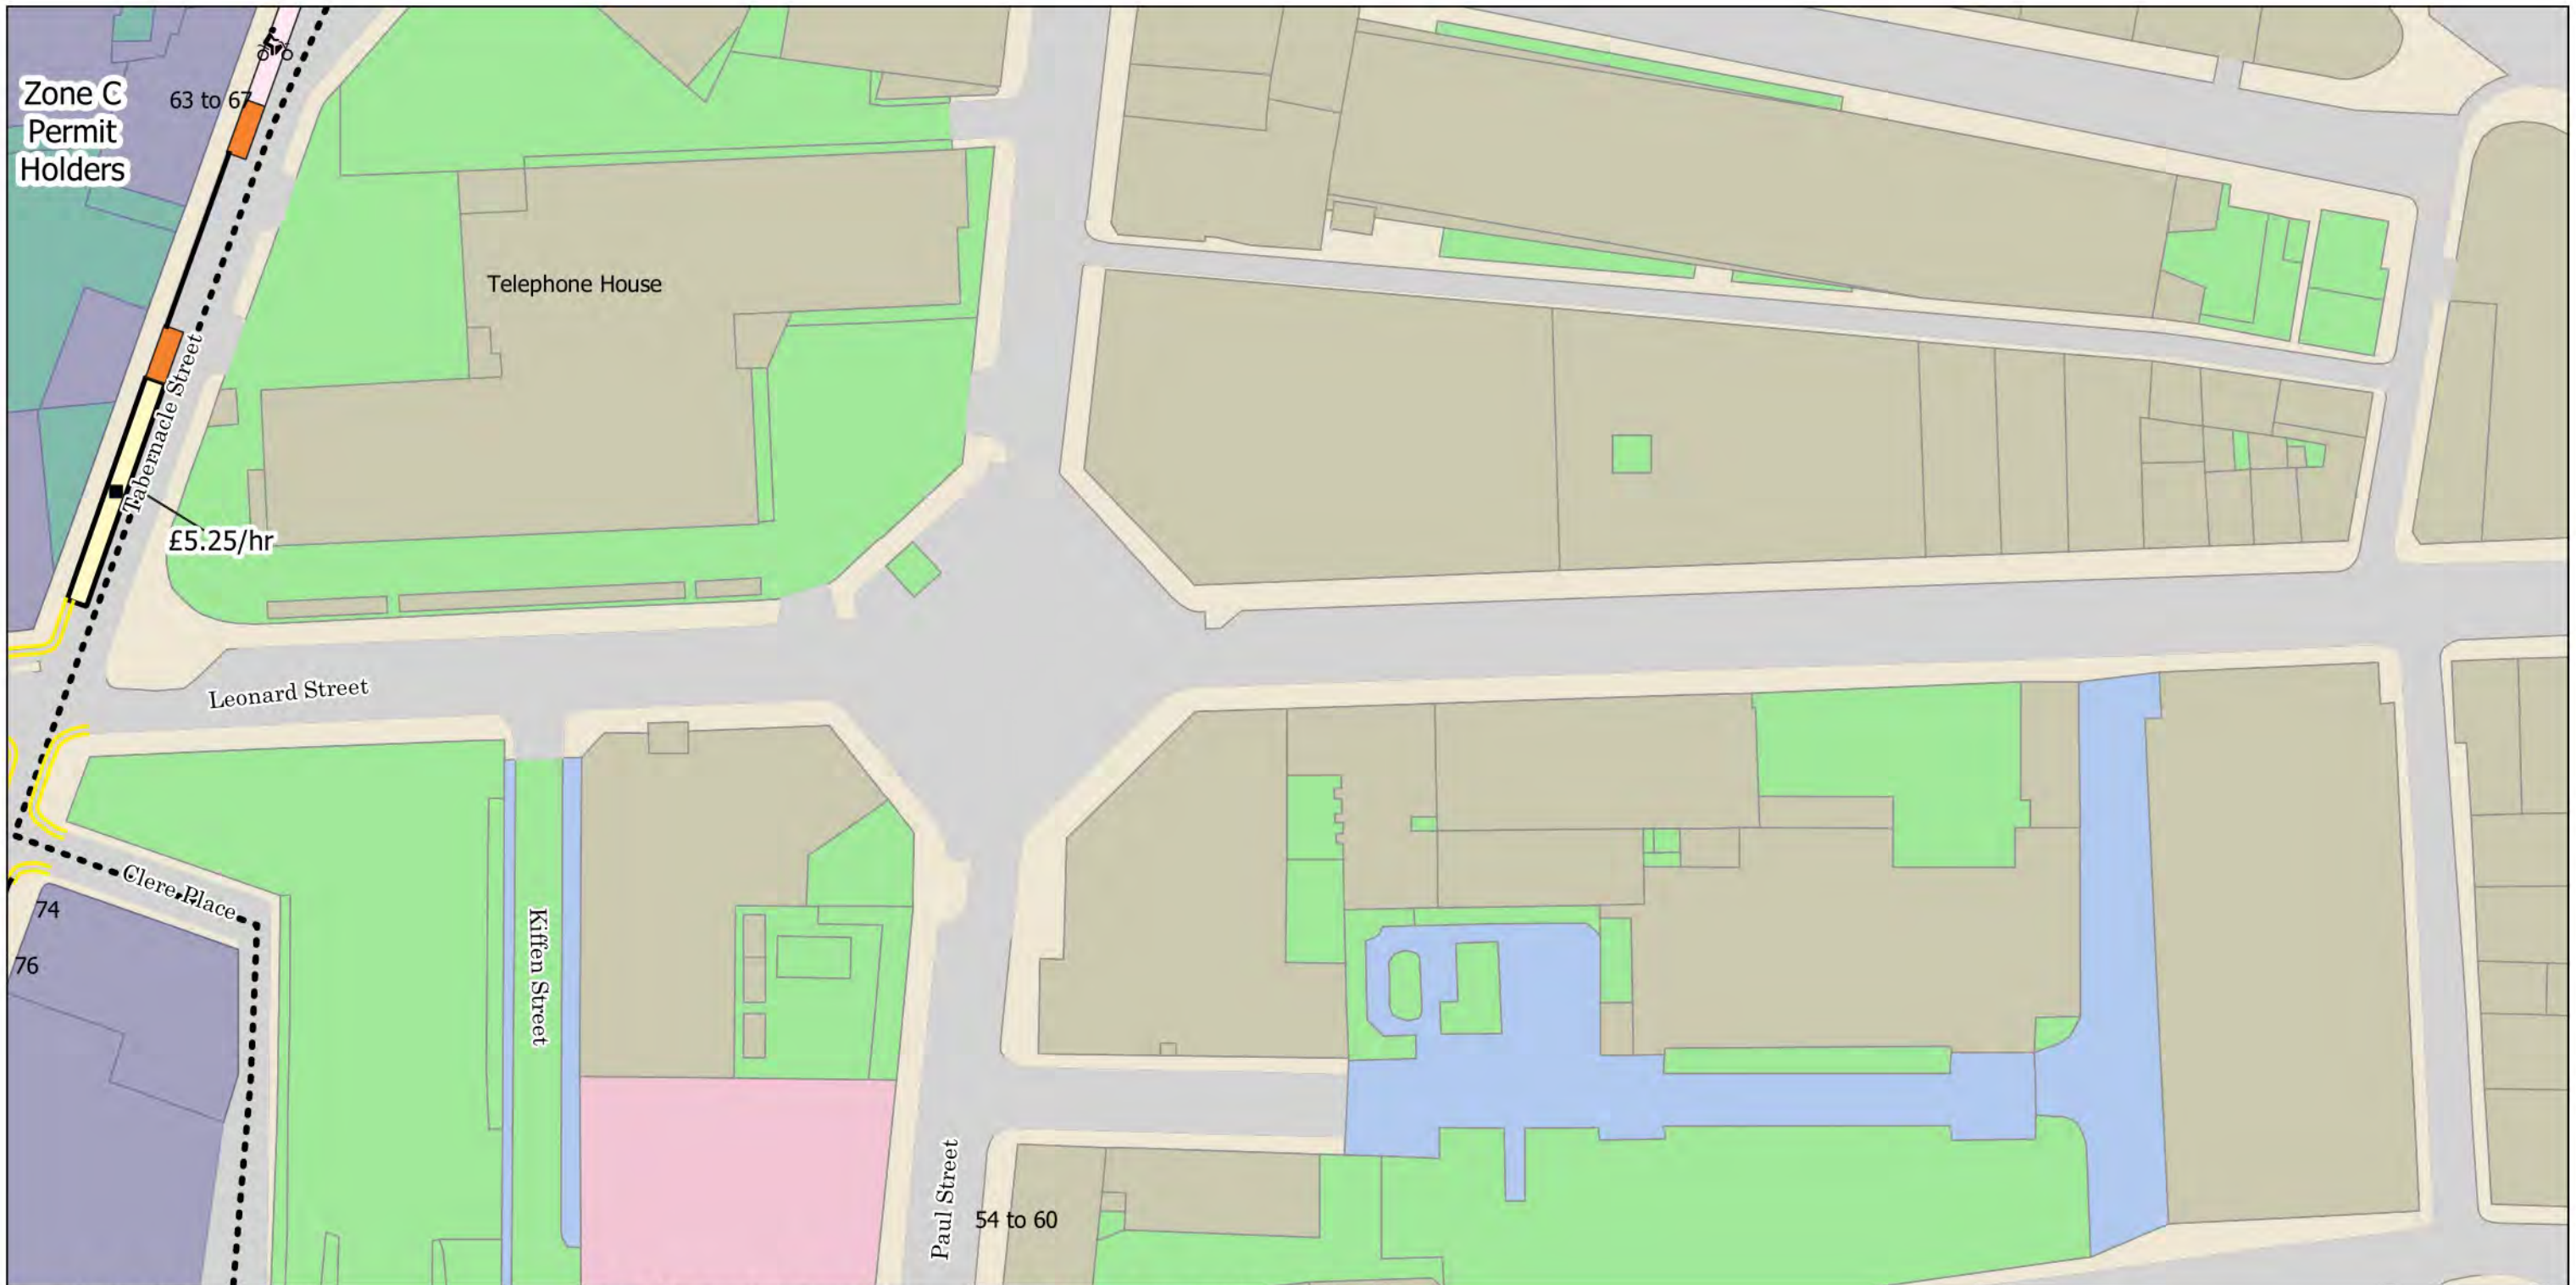 Zone C
Permit
Holders
63 to 67
Telephone House
Tabernacle Street
£5.25/hr
Leonard Street
Clere Place
74
76
Kiffen Street
Paul Street
54 to 60